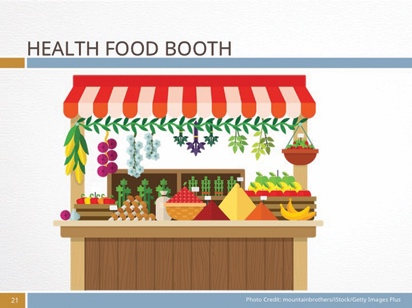 HEALTH FOOD BOOTH
21
Photo Credit: mountainbrothers/iStock/Getty Images Plus